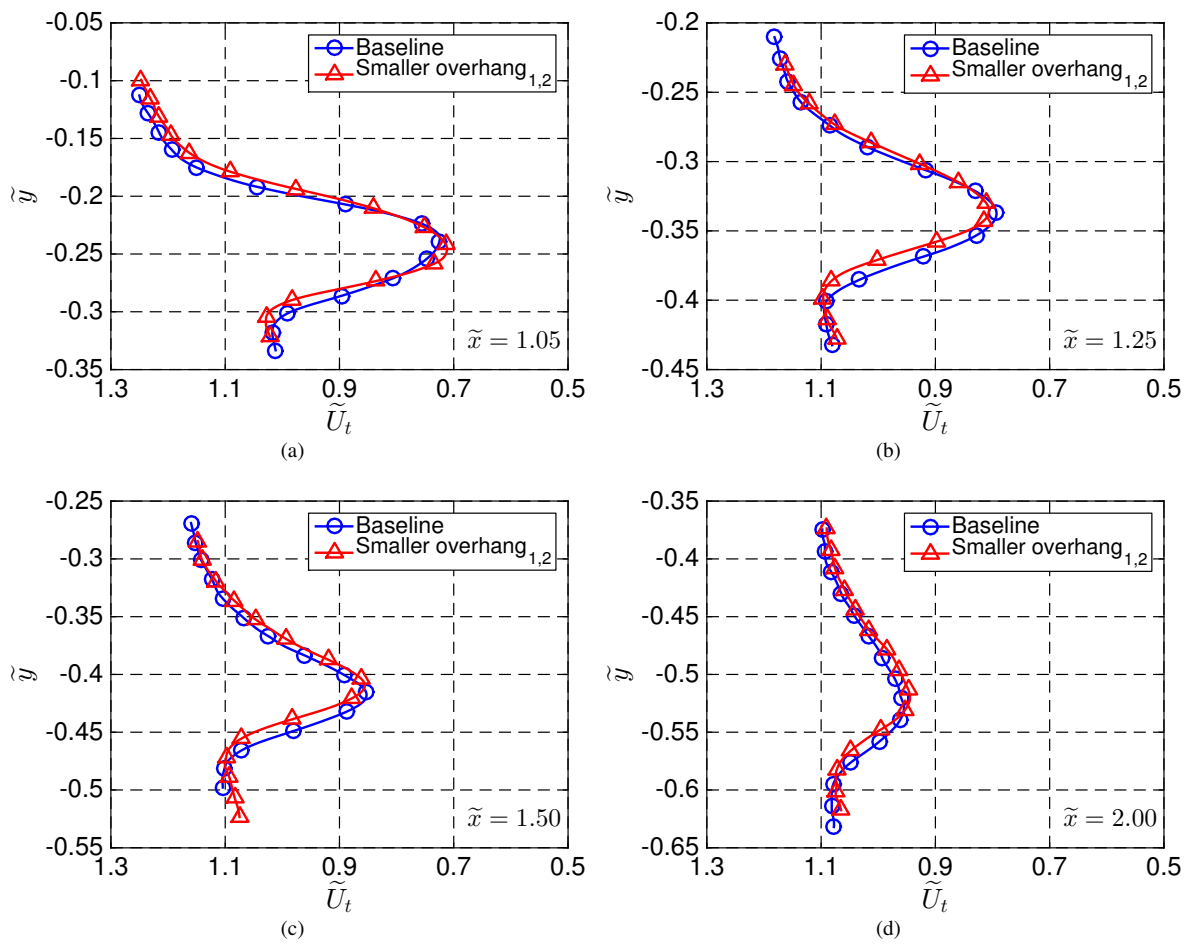 -0.05
-0.1
-0.15
-0.2
-0.25
-0.3
-0.35
1.3 1.1 0.9 0.7 0.5
ỹ
Ũₜ
Baseline
Smaller overhang₁,₂
x̃ = 1.05
(a)
-0.2
-0.25
-0.3
-0.35
-0.4
-0.45
1.3 1.1 0.9 0.7 0.5
ỹ
Ũₜ
Baseline
Smaller overhang₁,₂
x̃ = 1.25
(b)
-0.25
-0.3
-0.35
-0.4
-0.45
-0.5
-0.55
1.3 1.1 0.9 0.7 0.5
ỹ
Ũₜ
Baseline
Smaller overhang₁,₂
x̃ = 1.50
(c)
-0.35
-0.4
-0.45
-0.5
-0.55
-0.6
-0.65
1.3 1.1 0.9 0.7 0.5
ỹ
Ũₜ
Baseline
Smaller overhang₁,₂
x̃ = 2.00
(d)